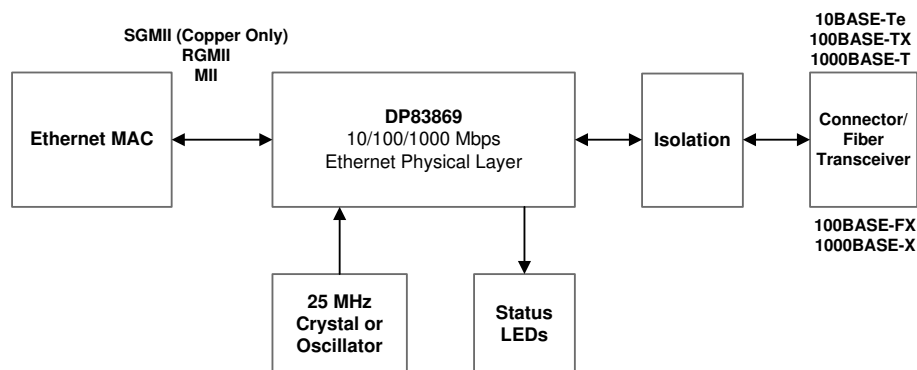 SGMII (Copper Only)
RGMII
MII
10BASE-Te
100BASE-TX
1000BASE-T
Ethernet MAC
DP83869
10/100/1000 Mbps
Ethernet Physical Layer
Isolation
Connector/
Fiber
Transceiver
100BASE-FX
1000BASE-X
25 MHz
Crystal or
Oscillator
Status
LEDs